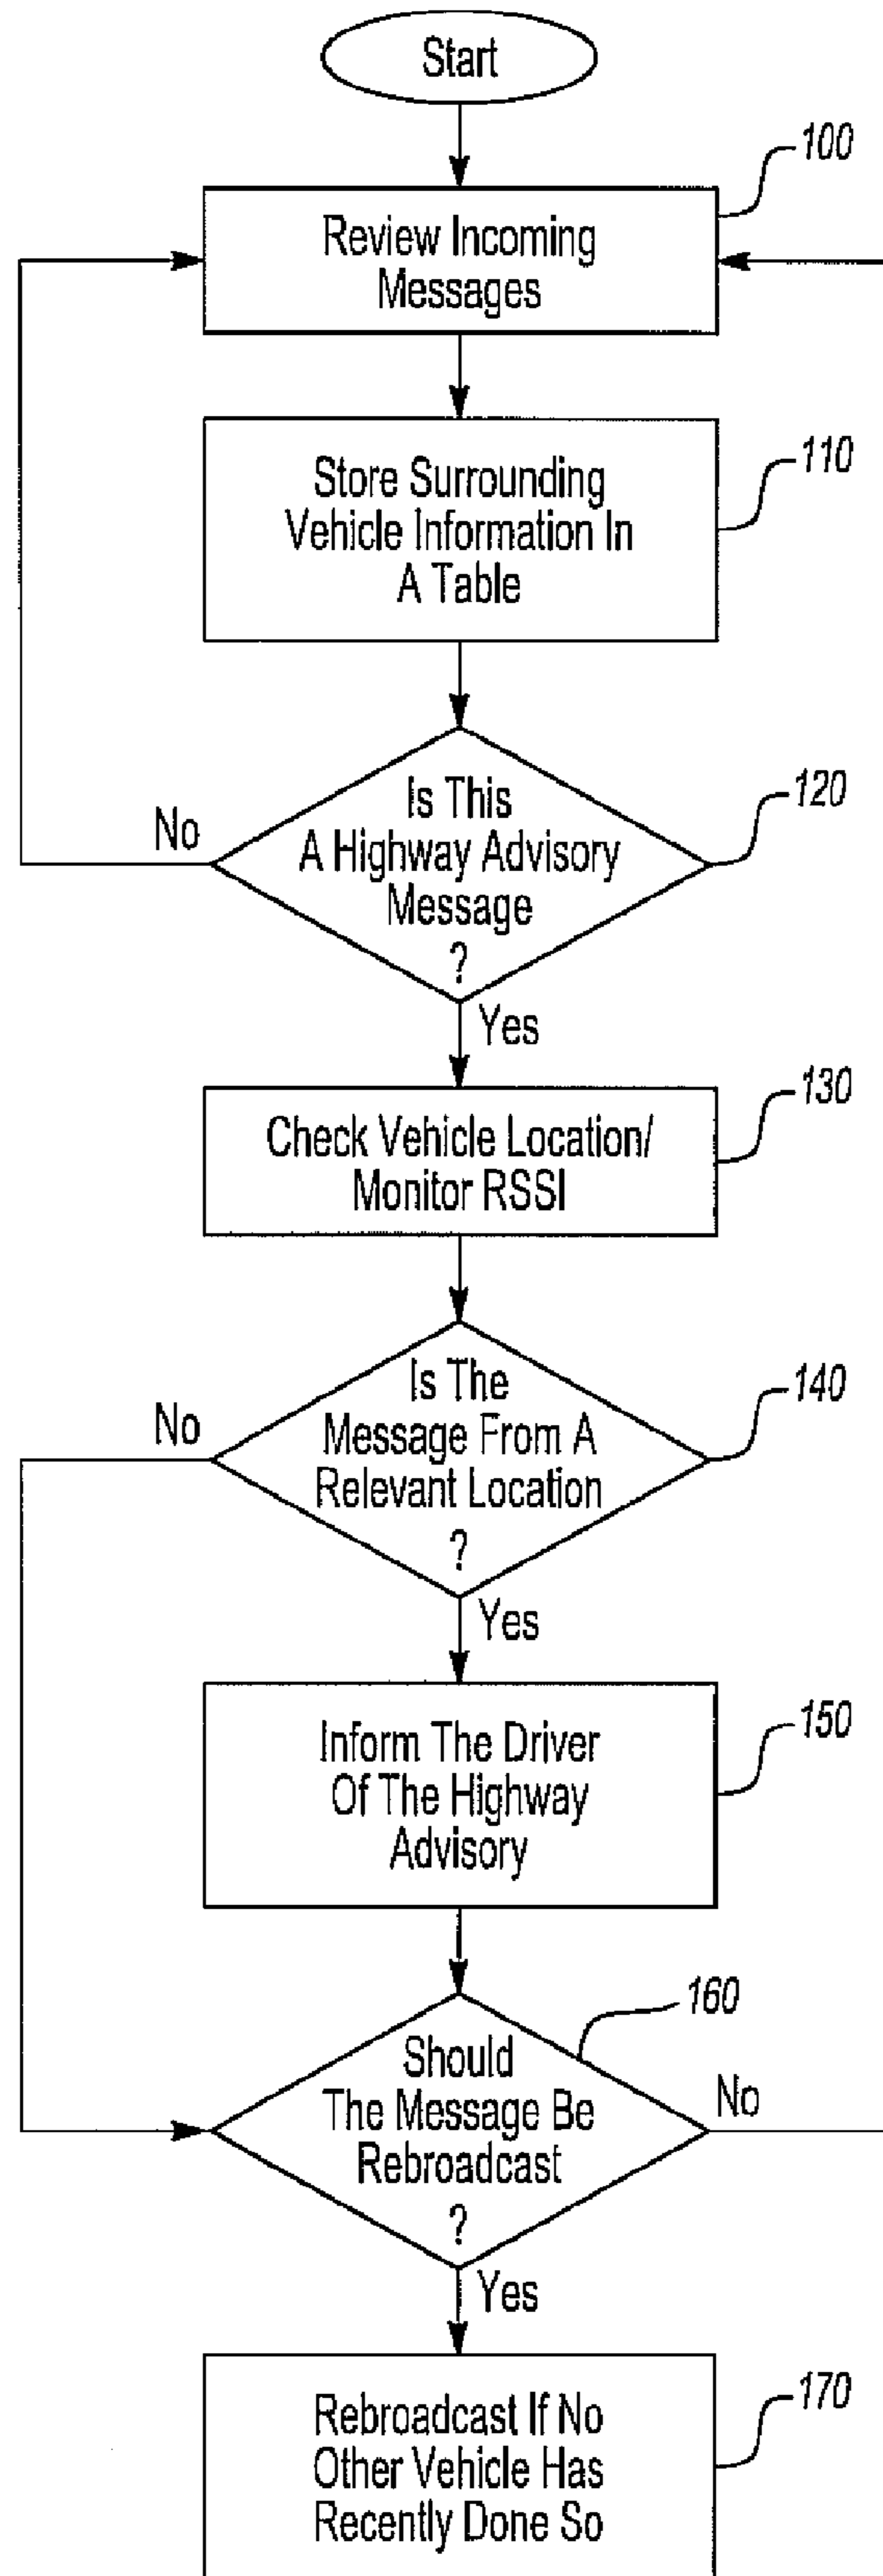 Start
100
Review Incoming
Messages
110
Store Surrounding
Vehicle Information In
A Table
120
Is This
A Highway Advisory
Message
?
No
Yes
130
Check Vehicle Location/
Monitor RSSI
140
Is The
Message From A
Relevant Location
?
No
Yes
150
Inform The Driver
Of The Highway
Advisory
160
Should
The Message Be
Rebroadcast
?
No
Yes
170
Rebroadcast If No
Other Vehicle Has
Recently Done So